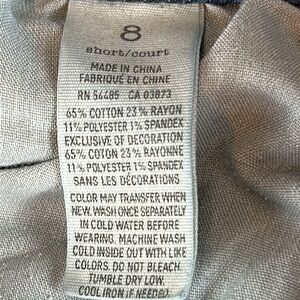 8
short/court
MADE IN CHINA
FABRIQUÉ EN CHINE
RN 54485 CA 03873
65% COTTON 23% RAYON
11% POLYESTER 1% SPANDEX
EXCLUSIVE OF DECORATION
65% COTON 23% RAYONNE
11% POLYESTER 1% SPANDEX
SANS LES DÉCORATIONS
COLOR MAY TRANSFER WHEN
NEW. WASH ONCE SEPARATELY
IN COLD WATER BEFORE
WEARING. MACHINE WASH
COLD INSIDE OUT WITH LIKE
COLORS. DO NOT BLEACH.
TUMBLE DRY LOW.
COOL IRON IF NEEDED.